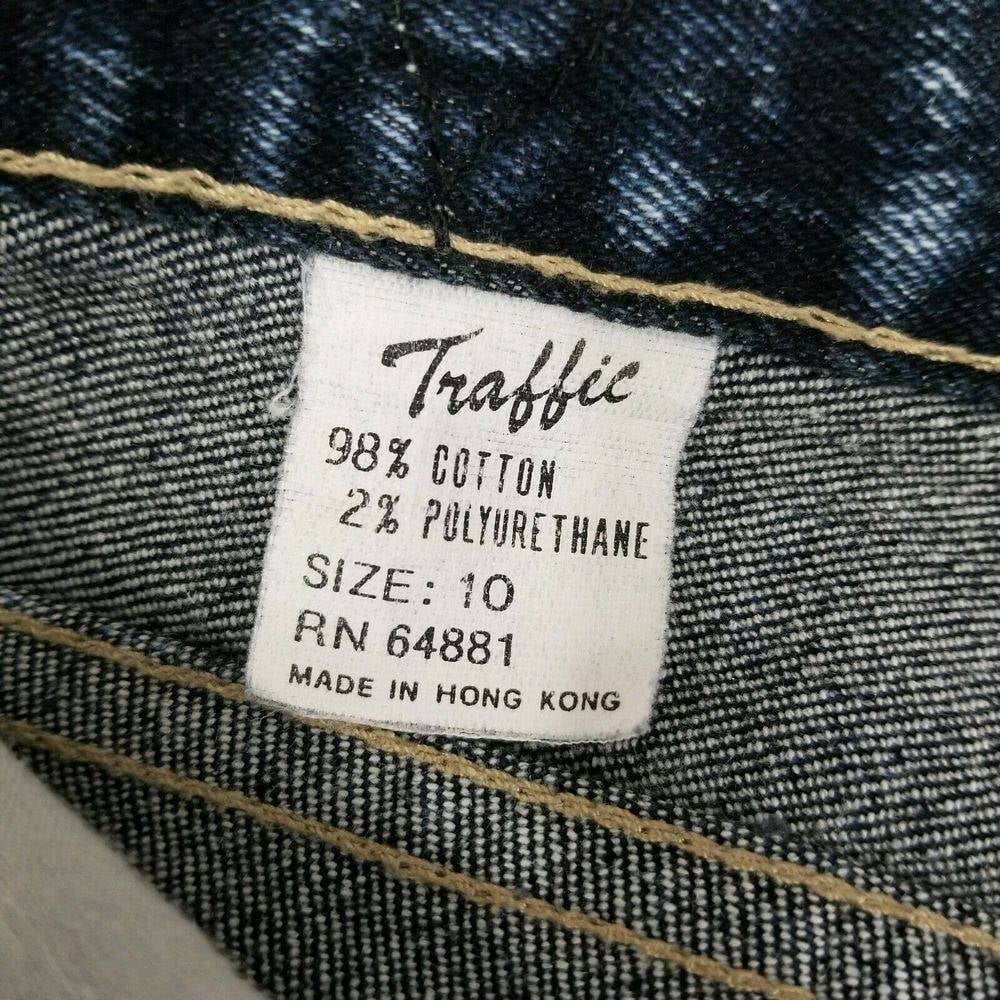 Traffic
98% COTTON
2% POLYURETHANE
SIZE: 10
RN 64881
MADE IN HONG KONG